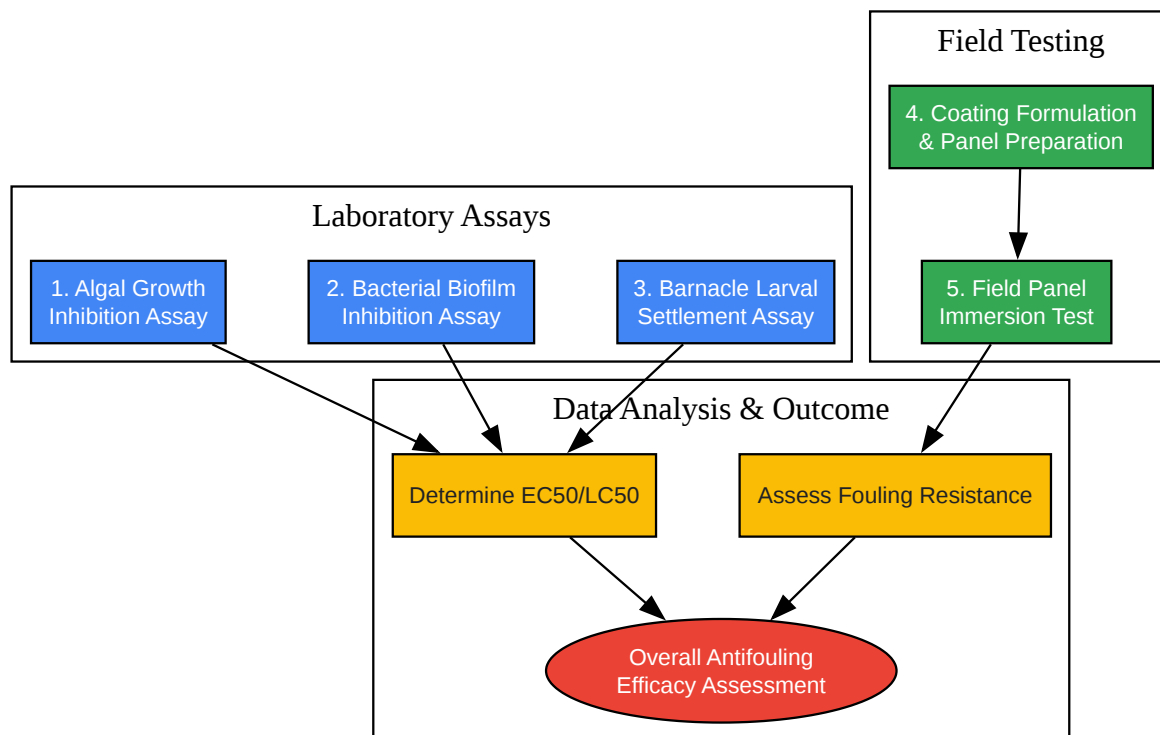 Field Testing
4. Coating Formulation
& Panel Preparation
Laboratory Assays
1. Algal Growth
Inhibition Assay
2. Bacterial Biofilm
Inhibition Assay
3. Barnacle Larval
Settlement Assay
5. Field Panel
Immersion Test
Data Analysis & Outcome
Determine EC50/LC50
Assess Fouling Resistance
Overall Antifouling
Efficacy Assessment